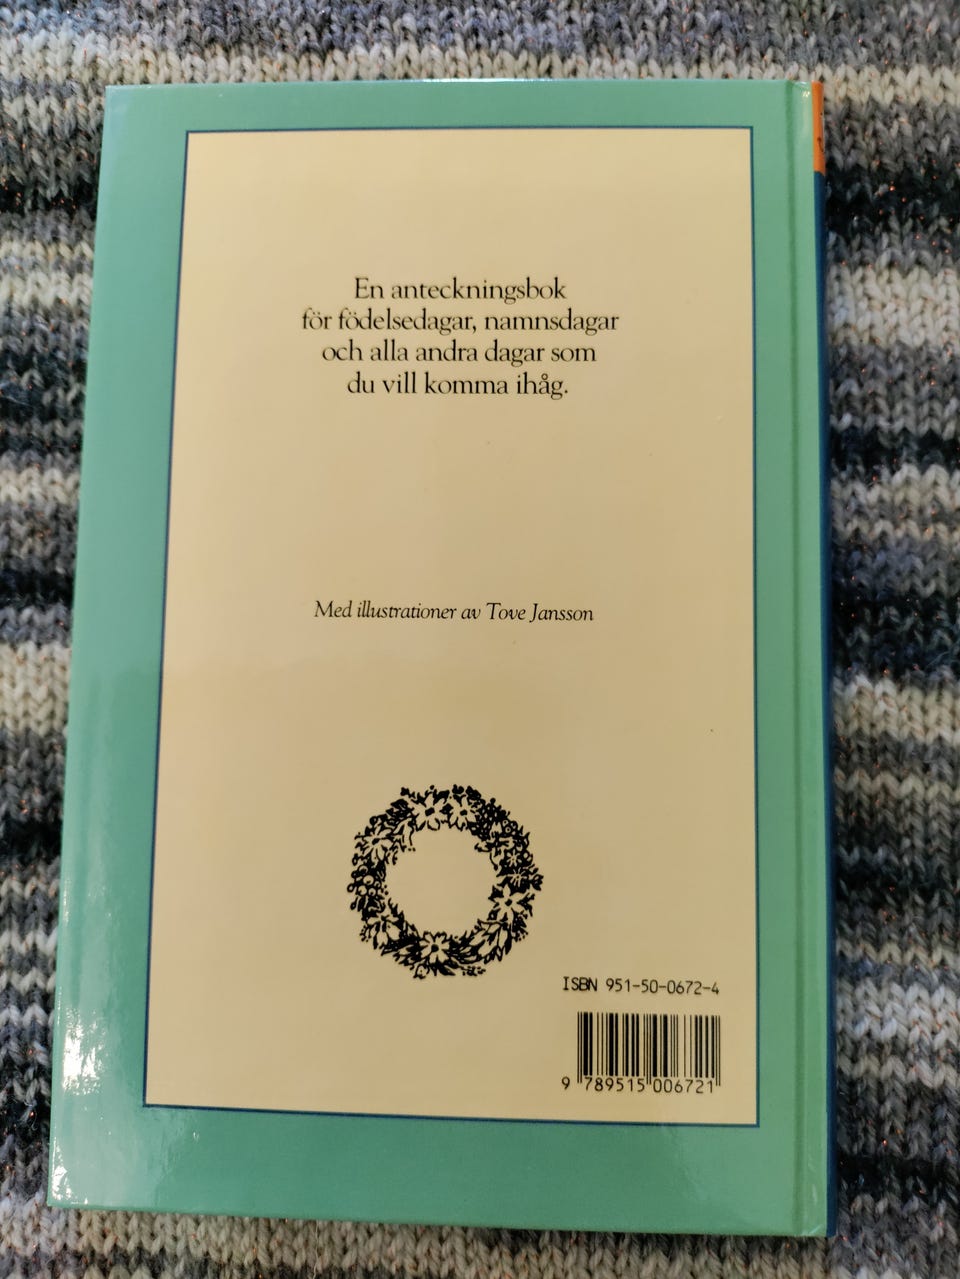 En anteckningsbok
för födelsedagar, namnsdagar
och alla andra dagar som
du vill komma ihåg.
Med illustrationer av Tove Jansson
ISBN 951-50-0672-4
9 789515 006721